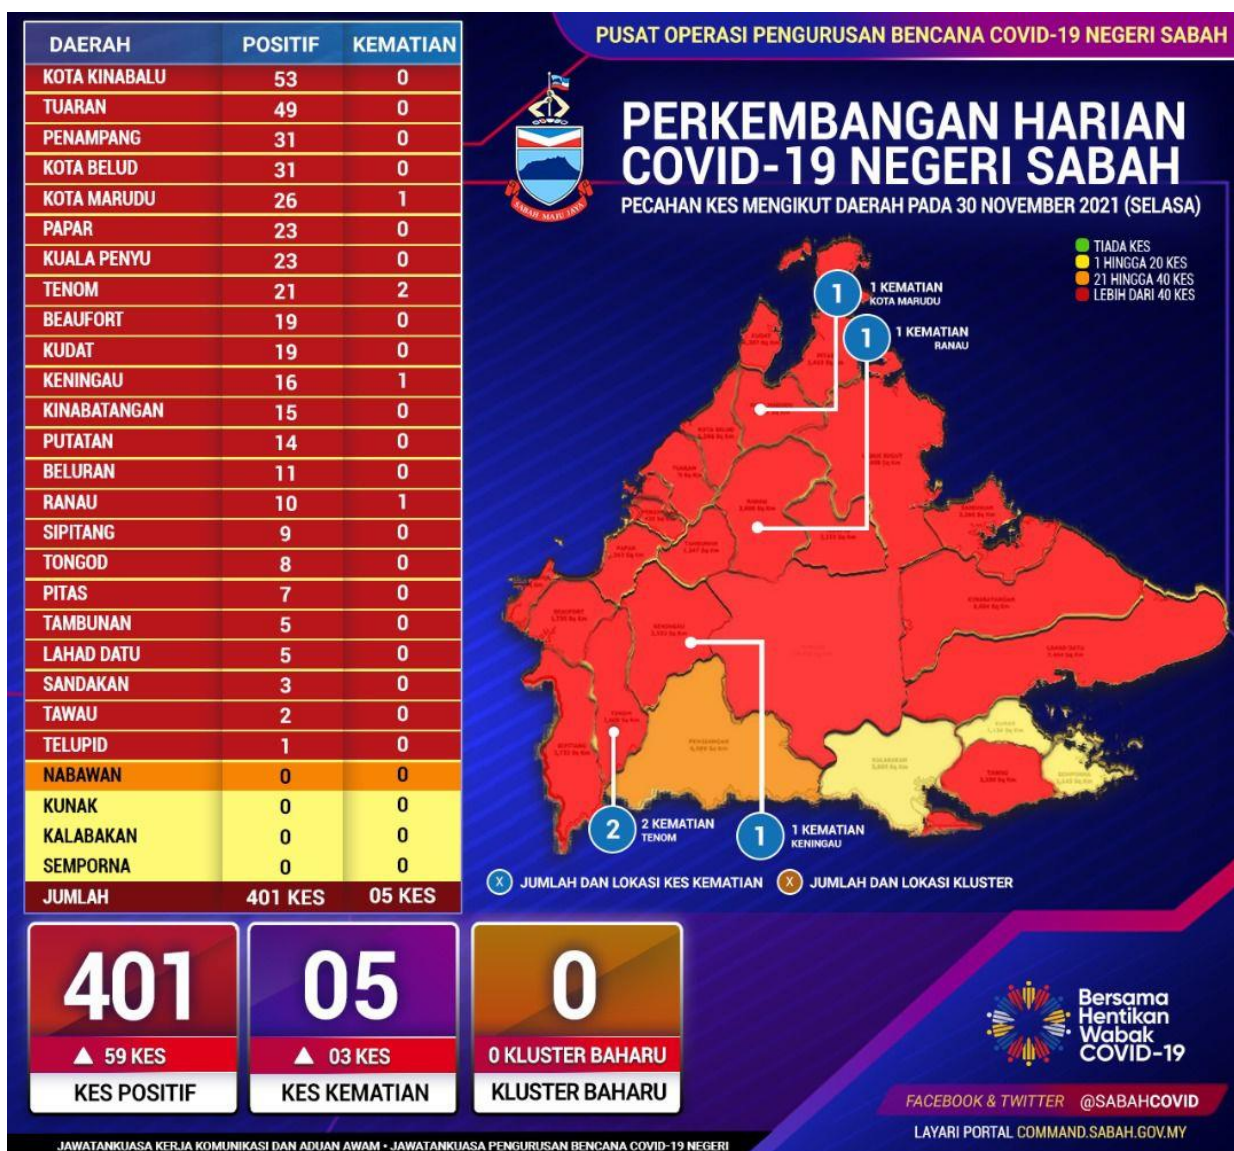 PUSAT OPERASI PENGURUSAN BENCANA COVID-19 NEGERI SABAH
DAERAH POSITIF KEMATIAN
KOTA KINABALU 53 0
TUARAN 49 0
PENAMPANG 31 0
KOTA BELUD 31 0
KOTA MARUDU 26 1
PAPAR 23 0
KUALA PENYU 23 0
TENOM 21 2
BEAUFORT 19 0
KUDAT 19 0
KENINGAU 16 1
KINABATANGAN 15 0
PUTATAN 14 0
BELURAN 11 0
RANAU 10 1
SIPITANG 9 0
TONGOD 8 0
PITAS 7 0
TAMBUNAN 5 0
LAHAD DATU 5 0
SANDAKAN 3 0
TAWAU 2 0
TELUPID 1 0
NABAWAN 0 0
KUNAK 0 0
KALABAKAN 0 0
SEMPORNA 0 0
JUMLAH 401 KES 05 KES
SABAH MAJU JAYA
PERKEMBANGAN HARIAN
COVID-19 NEGERI SABAH
PECAHAN KES MENGIKUT DAERAH PADA 30 NOVEMBER 2021 (SELASA)
TIADA KES
1 HINGGA 20 KES
21 HINGGA 40 KES
LEBIH DARI 40 KES
1
1 KEMATIAN
KOTA MARUDU
1
1 KEMATIAN
RANAU
2
2 KEMATIAN
TENOM
1
1 KEMATIAN
KENINGAU
X JUMLAH DAN LOKASI KES KEMATIAN
X JUMLAH DAN LOKASI KLUSTER
401
▲ 59 KES
KES POSITIF
05
▲ 03 KES
KES KEMATIAN
0
0 KLUSTER BAHARU
KLUSTER BAHARU
Bersama
Hentikan
Wabak
COVID-19
FACEBOOK & TWITTER @SABAHCOVID
LAYARI PORTAL COMMAND.SABAH.GOV.MY
JAWATANKUASA KERJA KOMUNIKASI DAN ADUAN AWAM • JAWATANKUASA PENGURUSAN BENCANA COVID-19 NEGERI